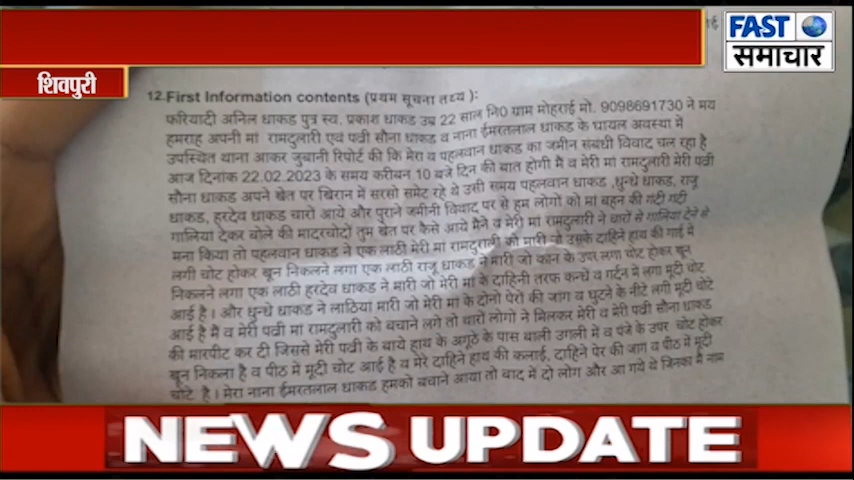 FAST
समाचार
शिवपुरी
12.First Information contents (प्रथम सूचना तथ्य ):
फरियादी अनिल धाकड पुत्र स्व. प्रकाश धाकड उम्र 22 साल नि0 ग्राम मोहराई मो. 9098691730 ने मय
हमराह अपनी मां रामदुलारी एवं पत्नी सौना धाकड व नाना ईमरतलाल धाकड के घायल अवस्था में
उपस्थित थाना आकर जुबानी रिपोर्ट की कि मेरा व पहलवान धाकड का जमीन संबंधी विवाद चल रहा है
आज दिनांक 22.02.2023 के समय करीबन 10 बजे दिन की बात होगी मैं व मेरी मां रामदुलारी मेरी पत्नी
सौना धाकड अपने खेत पर खिरान में सरसो समेट रहे थे उसी समय पहलवान धाकड ,धुन्धे धाकड, राजू
धाकड, हरदेव धाकड चारो आये और पुराने जमीनी विवाद पर से हम लोगों को मां बहन की गंदी गंदी
गालिया देकर बोले की मादरचोटों तुम खेत पर कैसे आये मैने व मेरी मां रामदुलारी ने चारो से गालिया देने से
मना किया तो पहलवान धाकड ने एक लाठी मेरी मां रामदुलारी को मारी जो उसके दाहिने हाथ की गाई में
लगी चोट होकर खून निकलने लगा एक लाठी राजू धाकड ने मारी जो कान के उपर लगा चोट होकर खून
निकलने लगा एक लाठी हरदेव धाकड ने मारी जो मेरी मां के दाहिनी तरफ कन्धे व गर्दन में लगा मूदी चोट
आई है। और धुन्धे धाकड ने लाठिया मारी जो मेरी मां के दोनो पेरों की जांग व घुटने के नीटे लगी मूदी चोटे
आई है मैं व मेरी पत्नी मां रामदुलारी को बचाने लगे तो चारों लोगों ने मिलकर मेरी व मेरी पत्नी सौना धाकड
की मारपीट कर दी जिससे मेरी पत्नी के बाये हाथ के अगूठे के पास बाली उगली में व पंजे के उपर चोट होकर
खून निकला है व पीठ में मूदी चोट आई है व मेरे दाहिने हाथ की कलाई, दाहिने पेर की जाग व पीठ में मूदी
चोटे है। मेरा नाना ईमरतलाल धाकड हमको बचाने आया तो बाद में दो लोग और आ गये थे जिनका मै नाम
NEWS UPDATE